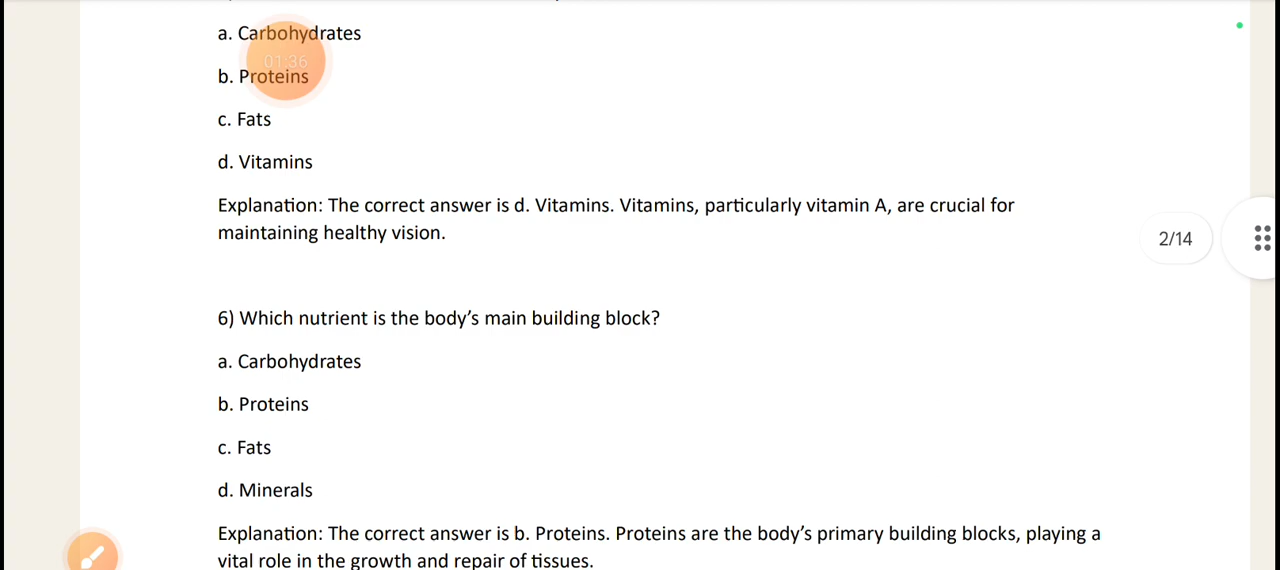 a. Carbohydrates
01:36
b. Proteins
c. Fats
d. Vitamins
Explanation: The correct answer is d. Vitamins. Vitamins, particularly vitamin A, are crucial for
maintaining healthy vision.
2/14
6) Which nutrient is the body’s main building block?
a. Carbohydrates
b. Proteins
c. Fats
d. Minerals
Explanation: The correct answer is b. Proteins. Proteins are the body’s primary building blocks, playing a
vital role in the growth and repair of tissues.